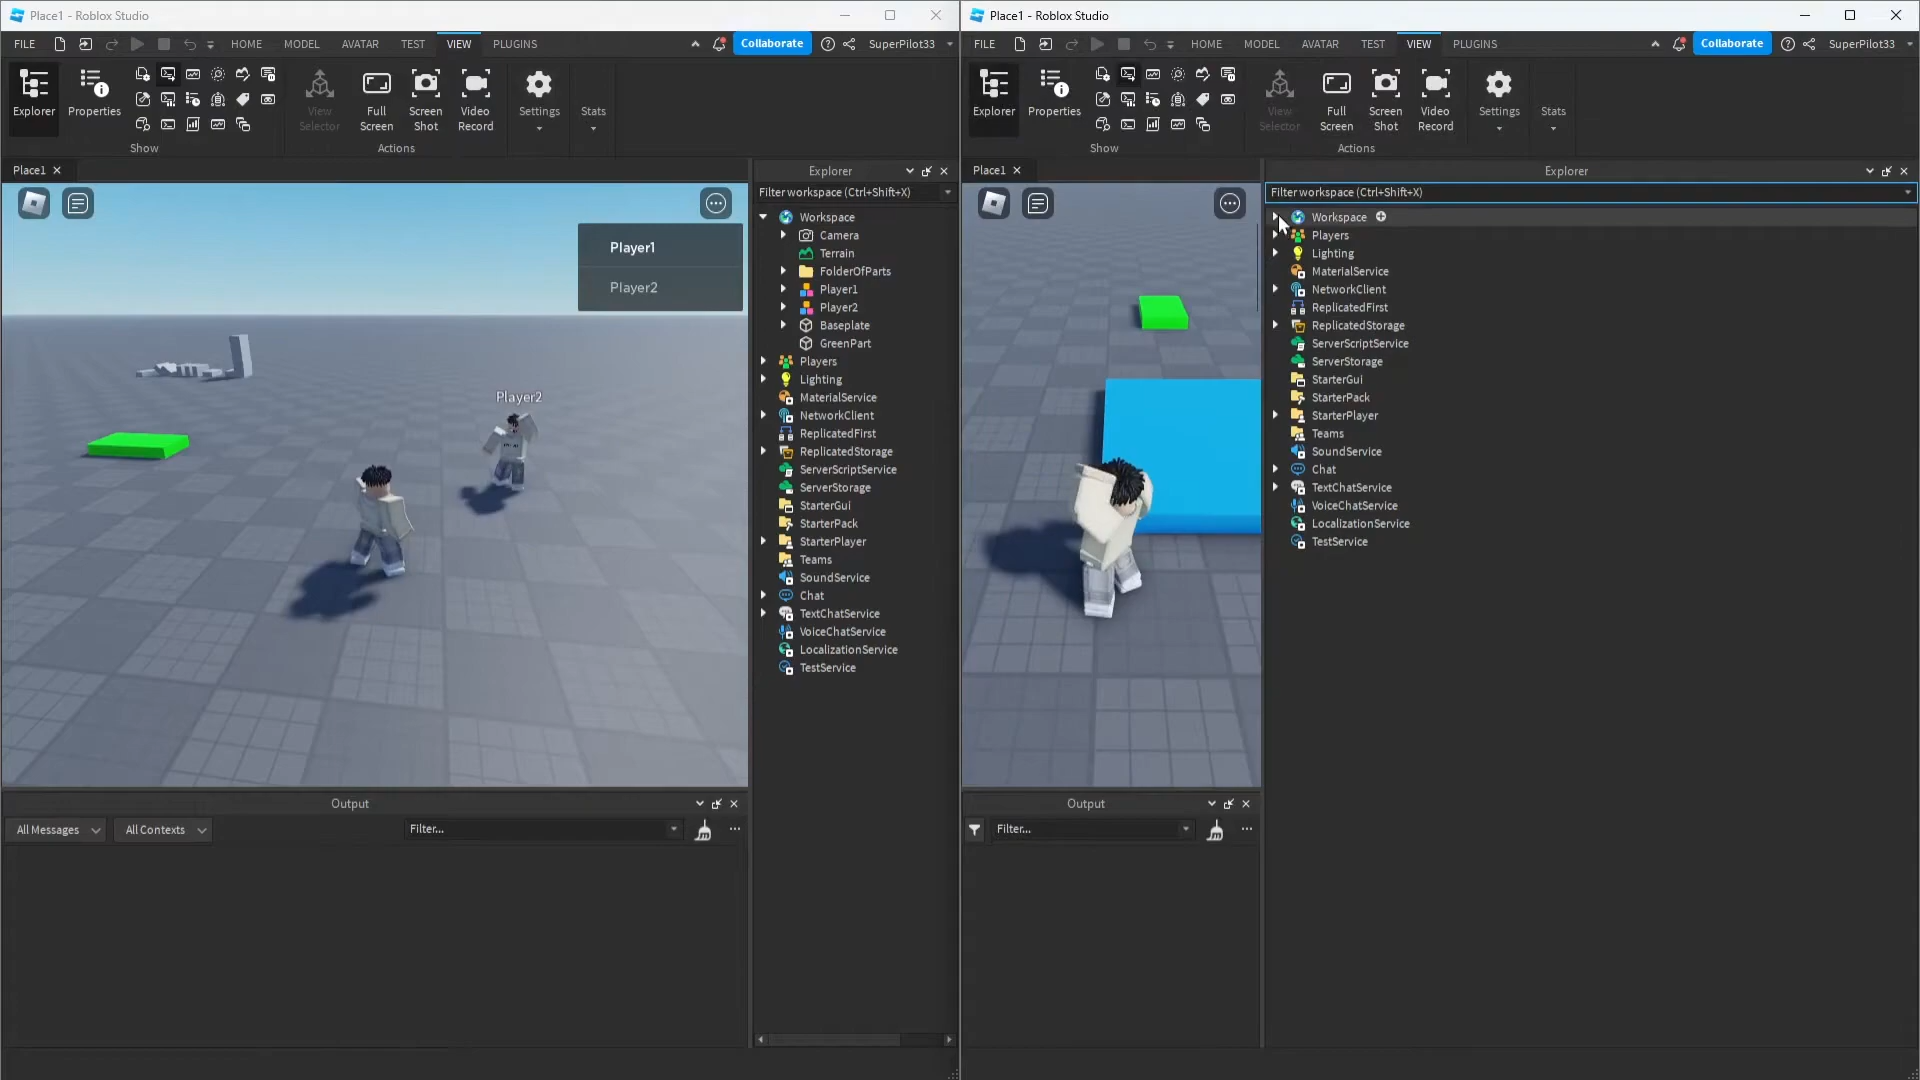 Place1 - Roblox Studio
FILE
HOME
MODEL
AVATAR
TEST
VIEW
PLUGINS
Collaborate
SuperPilot33
Explorer
Properties
Show
View Selector
Full Screen
Screen Shot
Video Record
Actions
Settings
Stats
Place1
Player1
Player2
Player2
Explorer
Filter workspace (Ctrl+Shift+X)
Workspace
Camera
Terrain
FolderOfParts
Player1
Player2
Baseplate
GreenPart
Players
Lighting
MaterialService
NetworkClient
ReplicatedFirst
ReplicatedStorage
ServerScriptService
ServerStorage
StarterGui
StarterPack
StarterPlayer
Teams
SoundService
Chat
TextChatService
VoiceChatService
LocalizationService
TestService
Output
All Messages
All Contexts
Filter...
Place1 - Roblox Studio
FILE
HOME
MODEL
AVATAR
TEST
VIEW
PLUGINS
Collaborate
SuperPilot33
Explorer
Properties
Show
View Selector
Full Screen
Screen Shot
Video Record
Actions
Settings
Stats
Place1
Explorer
Filter workspace (Ctrl+Shift+X)
Workspace
Players
Lighting
MaterialService
NetworkClient
ReplicatedFirst
ReplicatedStorage
ServerScriptService
ServerStorage
StarterGui
StarterPack
StarterPlayer
Teams
SoundService
Chat
TextChatService
VoiceChatService
LocalizationService
TestService
Output
Filter...